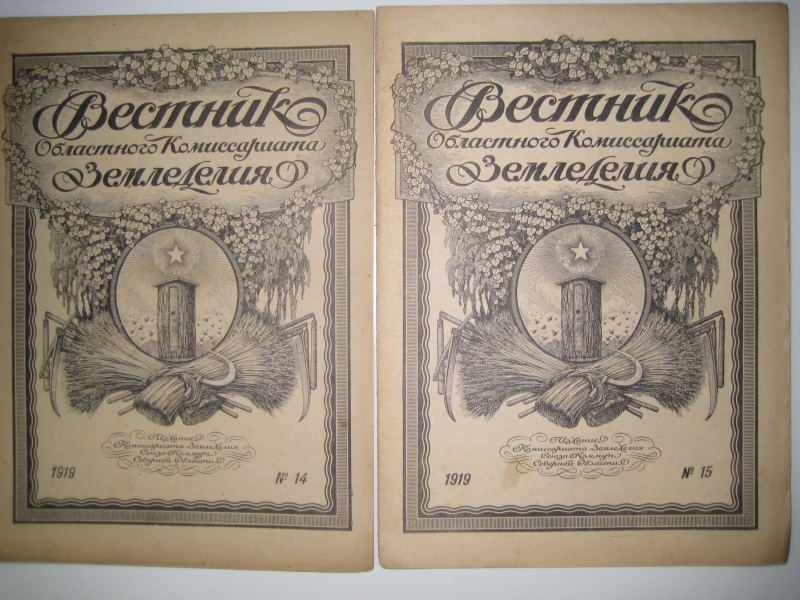 Вестник
Областного Комиссариата
Земледелия
Издание
Комиссариата Земледелия
Союза Коммун
Северной Области
1919
№ 14
Вестник
Областного Комиссариата
Земледелия
Издание
Комиссариата Земледелия
Союза Коммун
Северной Области
1919
№ 15